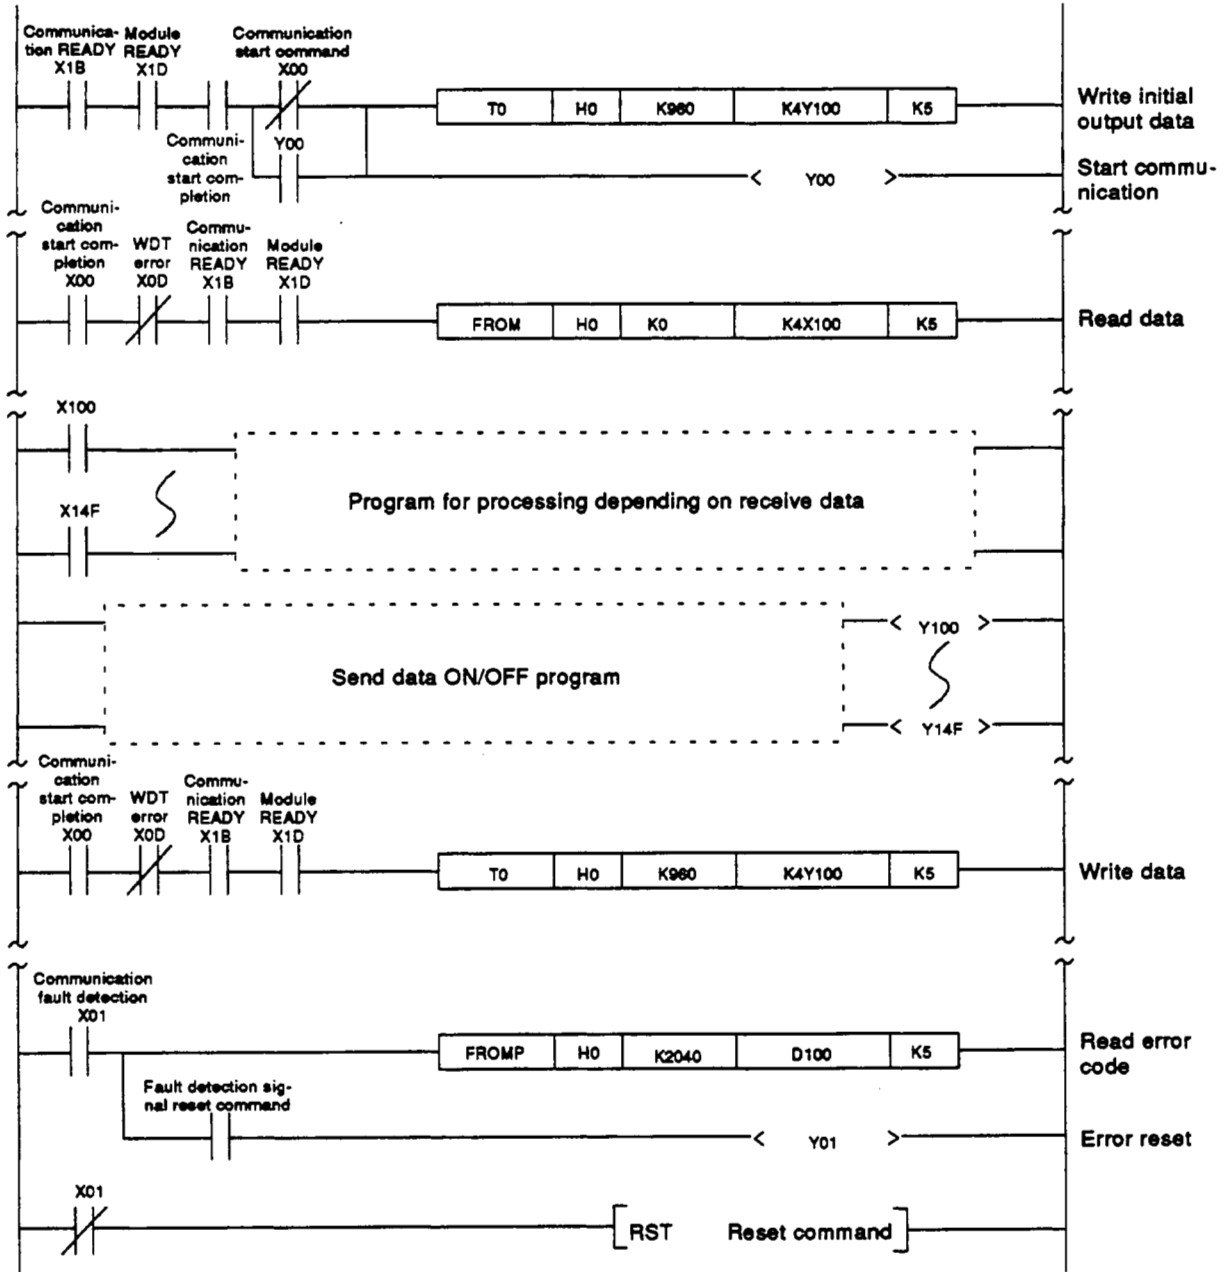 Communica-
tion READY
X1B
Module
READY
X1D
Communication
start command
X00
T0 H0 K960 K4Y100 K5
Write initial
output data
Communi-
cation
start com-
pletion
Y00
< Y00 >
Start commu-
nication
Communi-
cation
start com-
pletion
X00
WDT
error
X0D
Commu-
nication
READY
X1B
Module
READY
X1D
FROM H0 K0 K4X100 K5
Read data
X100
X14F
Program for processing depending on receive data
Send data ON/OFF program
< Y100 >
< Y14F >
Communi-
cation
start com-
pletion
X00
WDT
error
X0D
Commu-
nication
READY
X1B
Module
READY
X1D
T0 H0 K960 K4Y100 K5
Write data
Communication
fault detection
X01
FROMP H0 K2040 D100 K5
Read error
code
Fault detection sig-
nal reset command
< Y01 >
Error reset
X01
[RST Reset command]